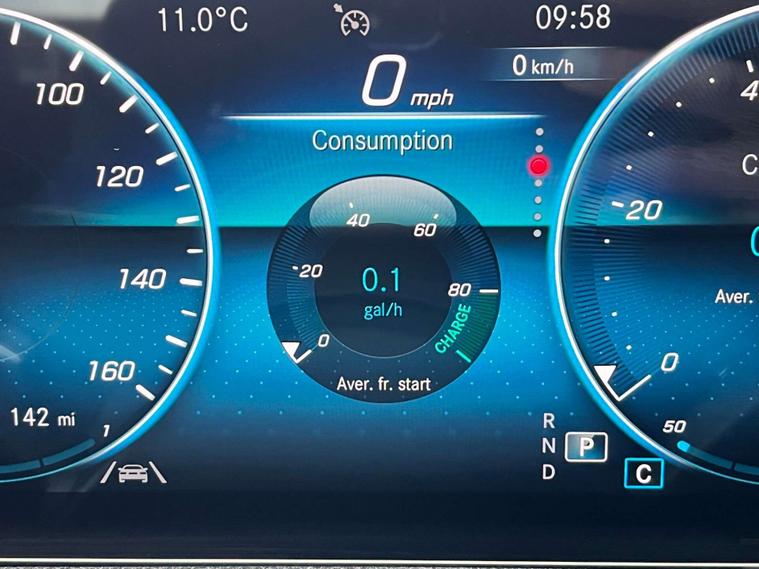 11.0°C
09:58
0 mph
0 km/h
Consumption
100
120
140
160
40
60
20
80
0
0.1
gal/h
CHARGE
Aver. fr. start
20
0
Aver.
142 mi
1
50
R
N
P
D
C